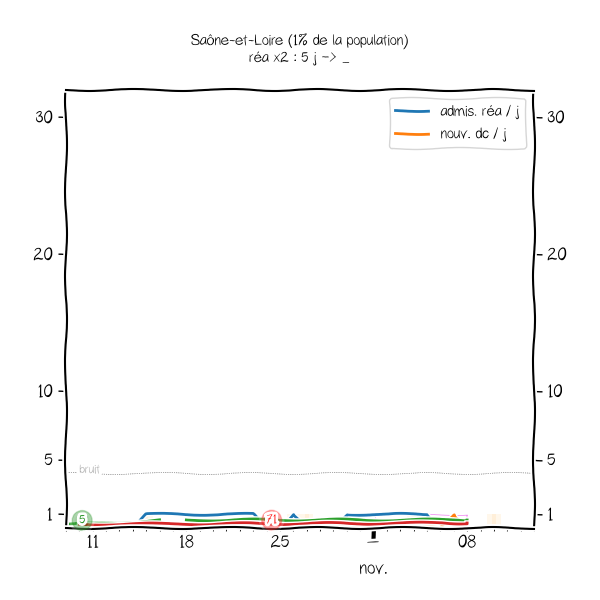 Saône-et-Loire (1% de la population)
réa x2 : 5 j -> _
admis. réa / j
nouv. dc / j
30
30
20
20
10
10
5
5
bruit
1
1
5
71
11
18
25
08
nov.